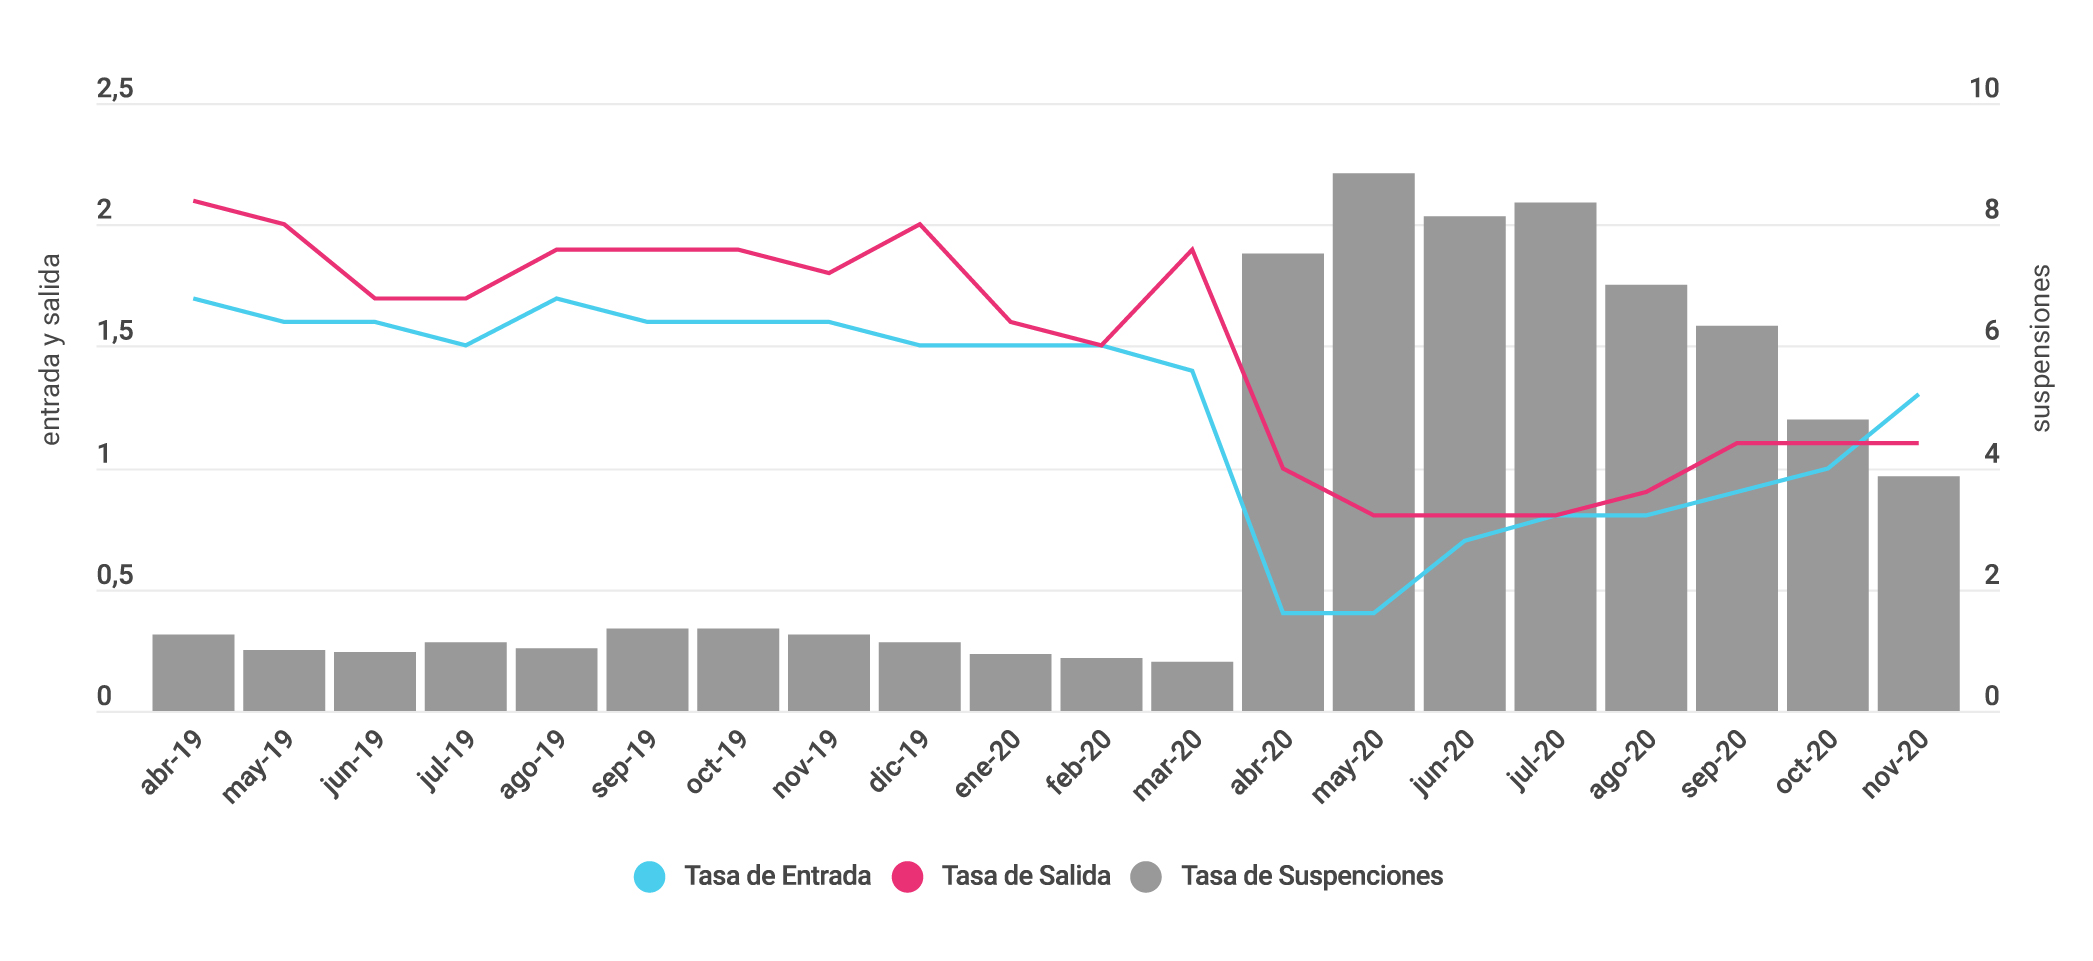 2,5
2
1,5
1
0,5
0
entrada y salida
10
8
6
4
2
0
suspensiones
abr-19
may-19
jun-19
jul-19
ago-19
sep-19
oct-19
nov-19
dic-19
ene-20
feb-20
mar-20
abr-20
may-20
jun-20
jul-20
ago-20
sep-20
oct-20
nov-20
Tasa de Entrada
Tasa de Salida
Tasa de Suspenciones